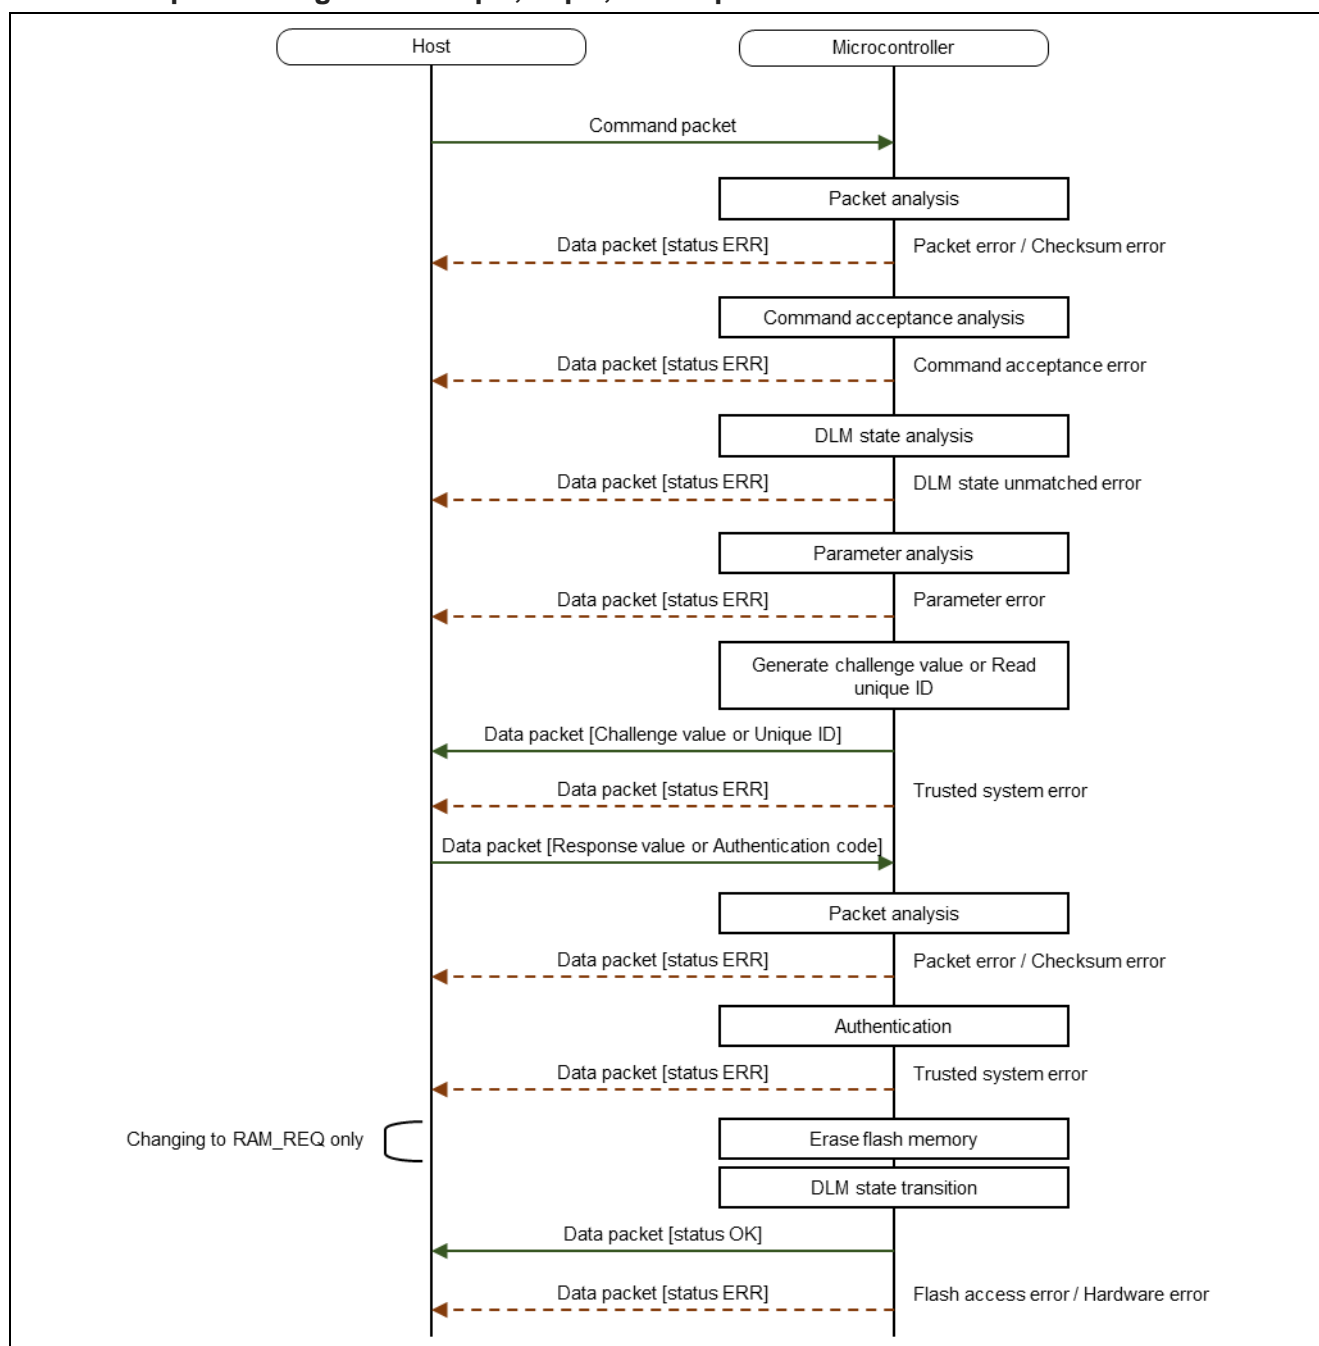 Host
Microcontroller
Command packet
Packet analysis
Data packet [status ERR]
Packet error / Checksum error
Command acceptance analysis
Data packet [status ERR]
Command acceptance error
DLM state analysis
Data packet [status ERR]
DLM state unmatched error
Parameter analysis
Data packet [status ERR]
Parameter error
Generate challenge value or Read
unique ID
Data packet [Challenge value or Unique ID]
Data packet [status ERR]
Trusted system error
Data packet [Response value or Authentication code]
Packet analysis
Data packet [status ERR]
Packet error / Checksum error
Authentication
Data packet [status ERR]
Trusted system error
Changing to RAM_REQ only
Erase flash memory
DLM state transition
Data packet [status OK]
Data packet [status ERR]
Flash access error / Hardware error